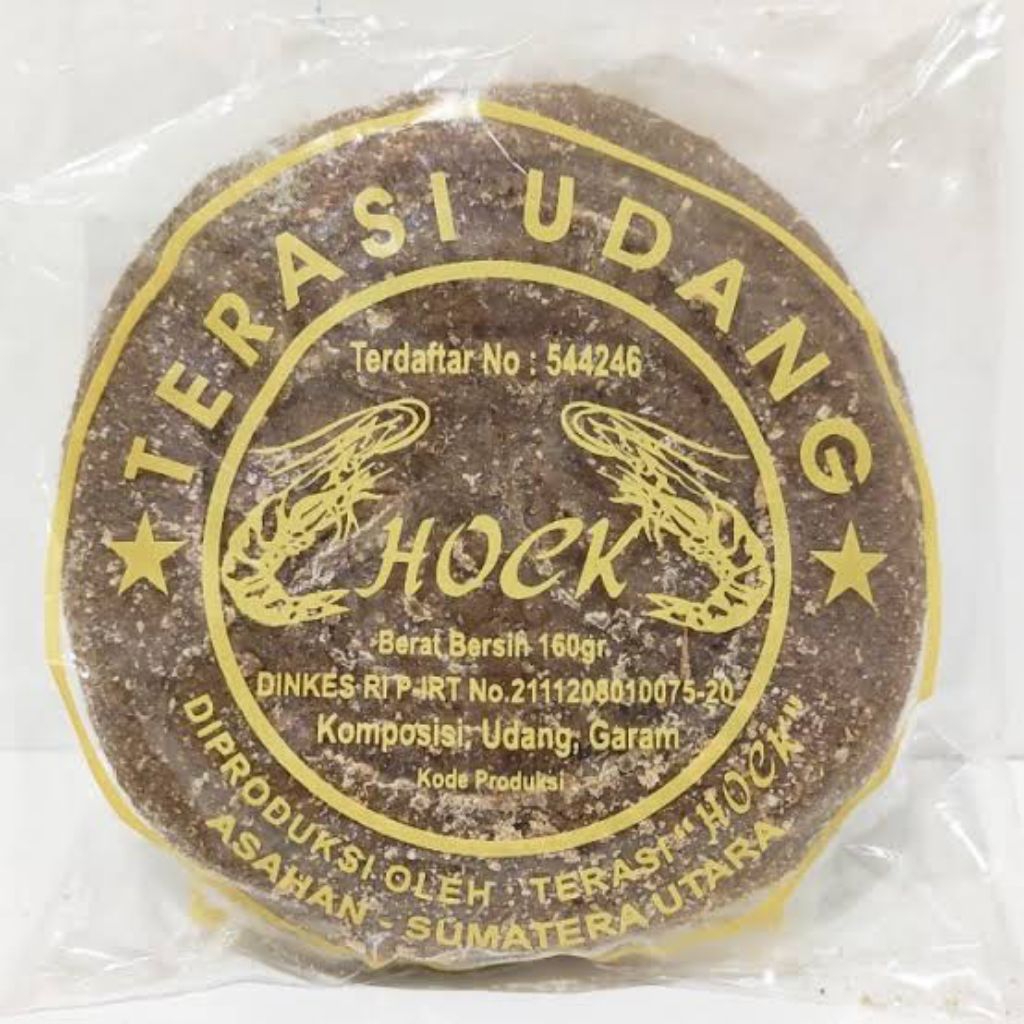 TERASI UDANG
Terdaftar No : 544246
HOCK
Berat Bersih 160gr
DINKES RI P-IRT No.2111208010075-20
Komposisi: Udang, Garam
Kode Produksi
DIPRODUKSI OLEH : TERASI "HOCK"
ASAHAN - SUMATERA UTARA